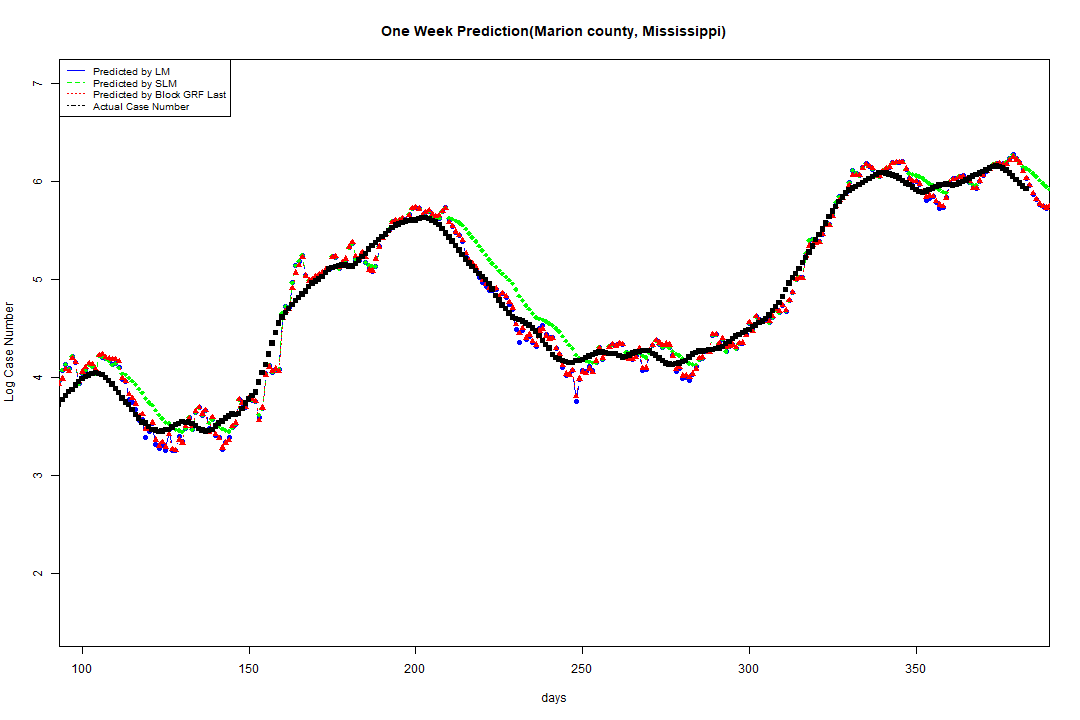 One Week Prediction(Marion county, Mississippi)
Predicted by LM
Predicted by SLM
Predicted by Block GRF Last
Actual Case Number
7
6
5
4
3
2
Log Case Number
100 150 200 250 300 350
days